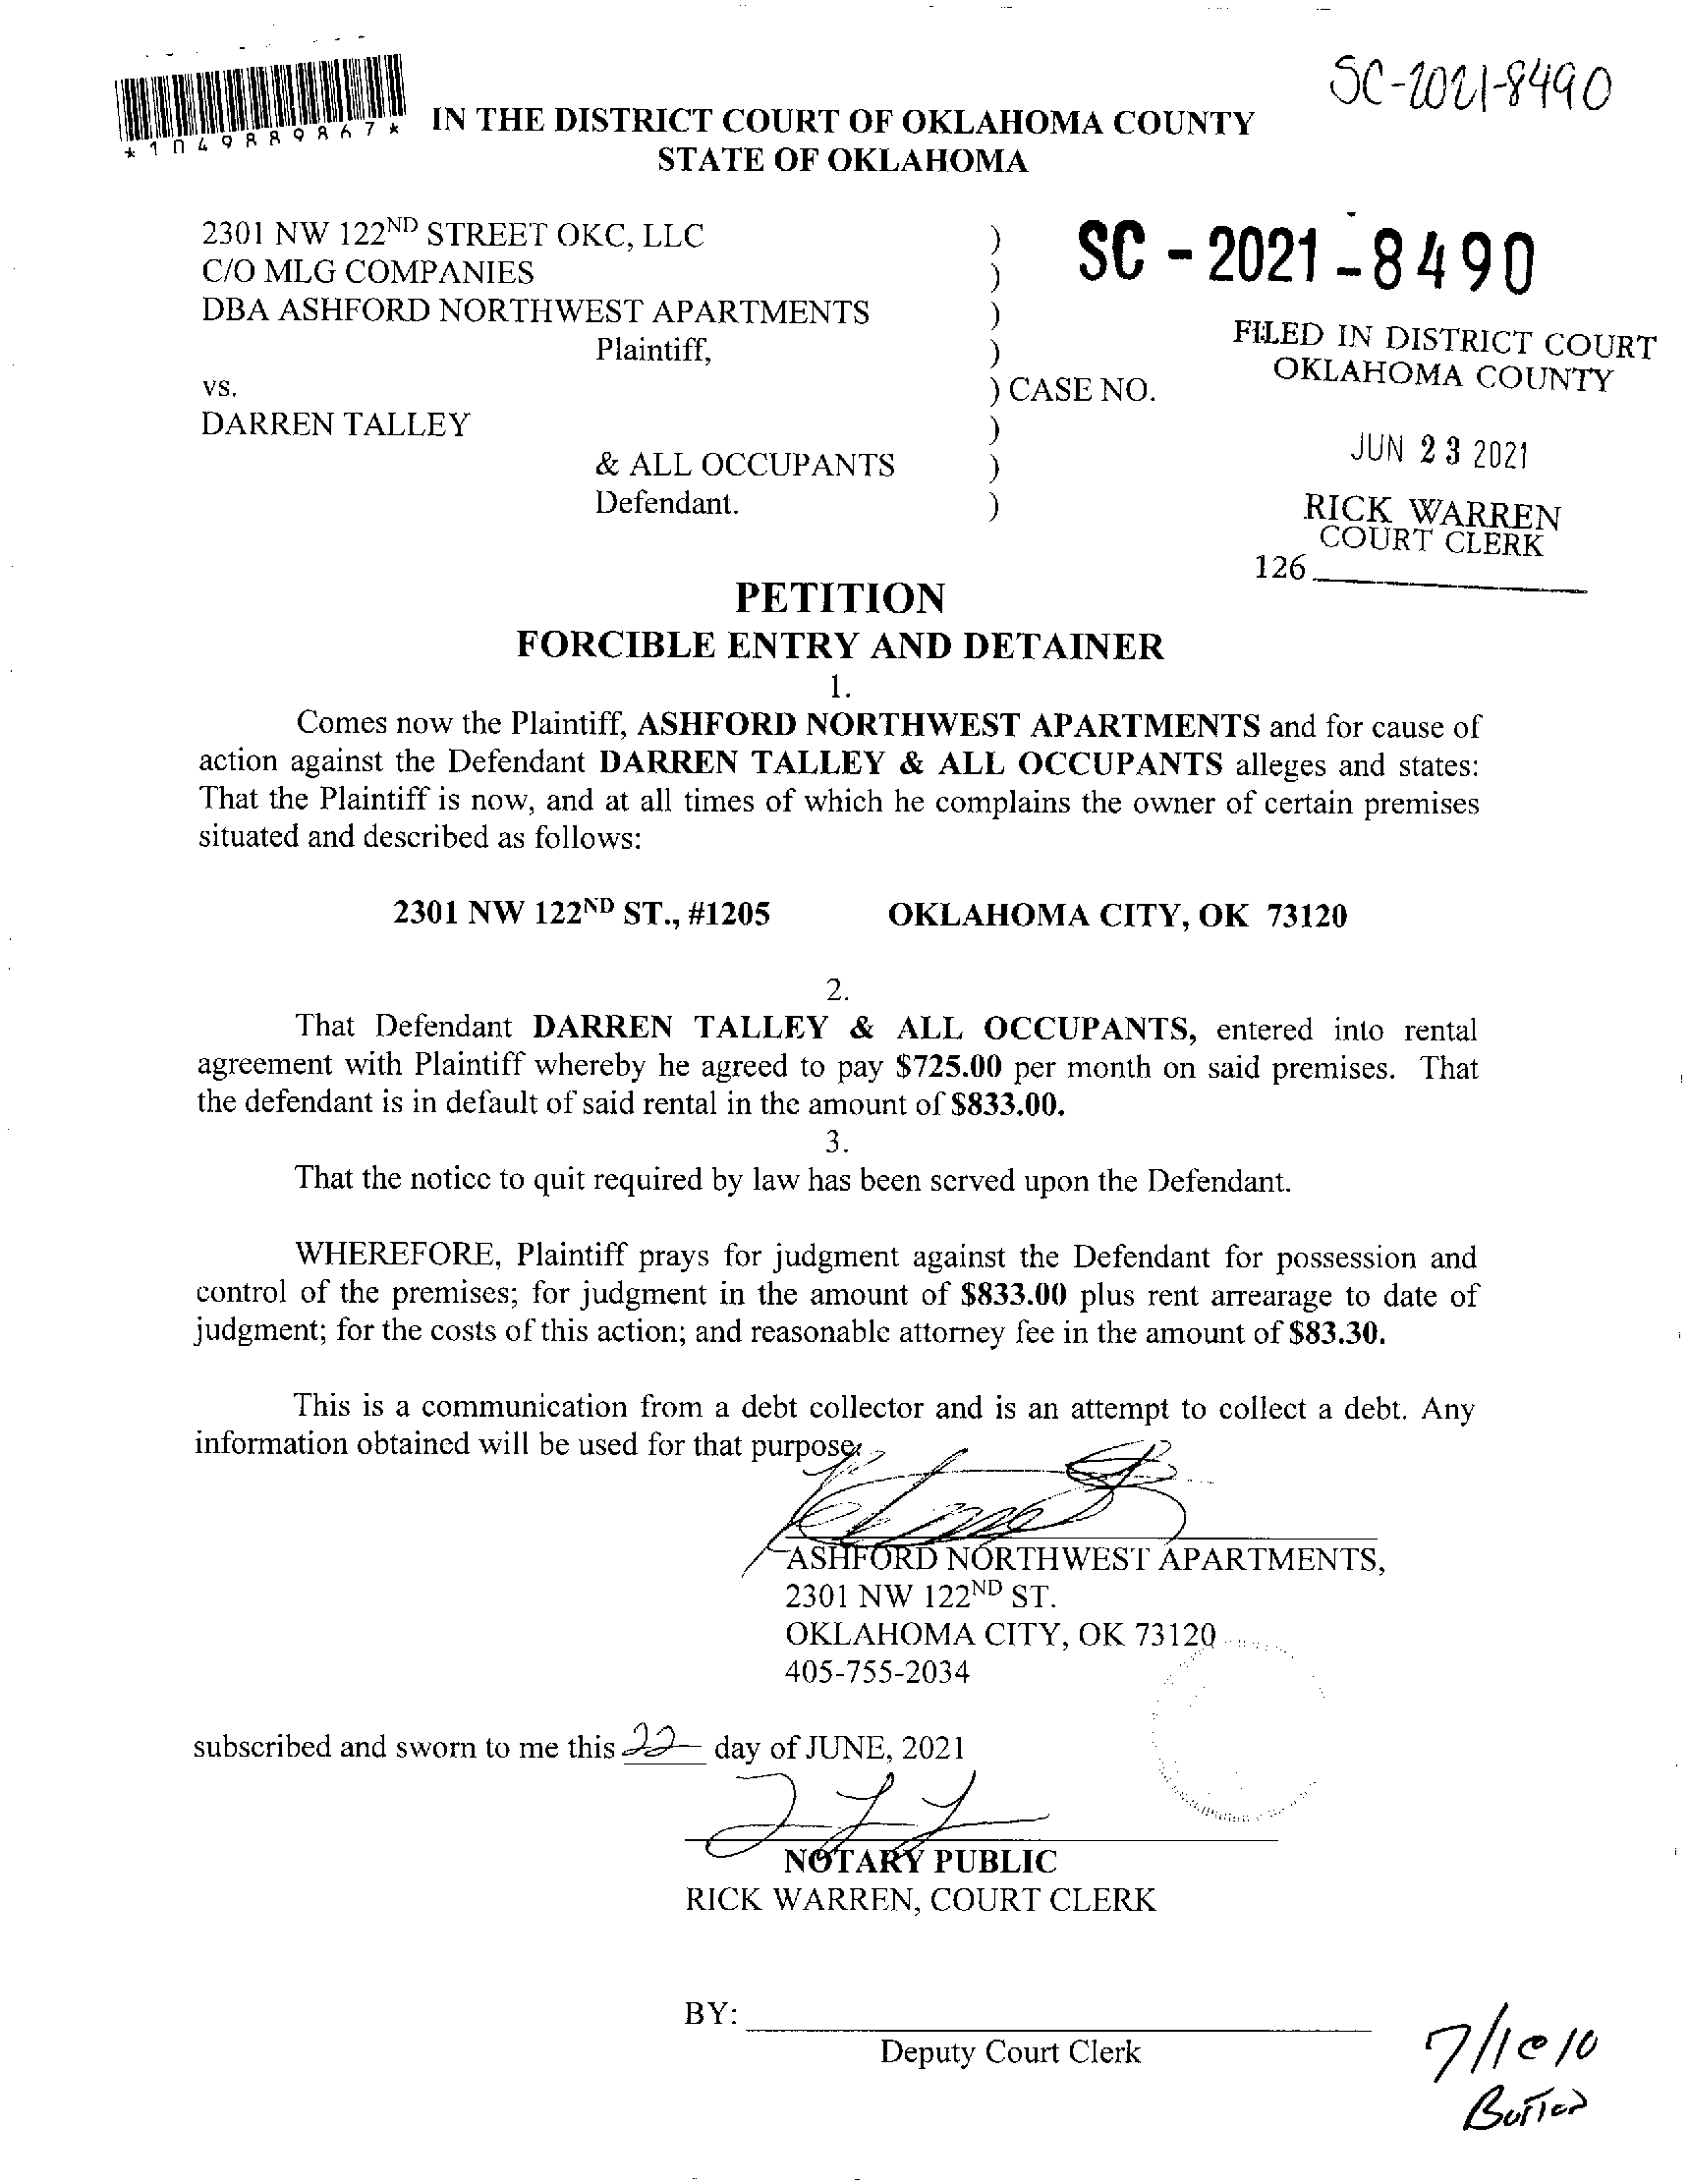 SC-2021-8490
IN THE DISTRICT COURT OF OKLAHOMA COUNTY
STATE OF OKLAHOMA
2301 NW 122ND STREET OKC, LLC )
C/O MLG COMPANIES )
DBA ASHFORD NORTHWEST APARTMENTS )
Plaintiff, )
vs. ) CASE NO.
DARREN TALLEY )
& ALL OCCUPANTS )
Defendant. )
SC - 2021 - 8490
FILED IN DISTRICT COURT
OKLAHOMA COUNTY
JUN 23 2021
RICK WARREN
COURT CLERK
126
PETITION
FORCIBLE ENTRY AND DETAINER
1.
Comes now the Plaintiff, ASHFORD NORTHWEST APARTMENTS and for cause of
action against the Defendant DARREN TALLEY & ALL OCCUPANTS alleges and states:
That the Plaintiff is now, and at all times of which he complains the owner of certain premises
situated and described as follows:
2301 NW 122ND ST., #1205 OKLAHOMA CITY, OK 73120
2.
That Defendant DARREN TALLEY & ALL OCCUPANTS, entered into rental
agreement with Plaintiff whereby he agreed to pay $725.00 per month on said premises. That
the defendant is in default of said rental in the amount of $833.00.
3.
That the notice to quit required by law has been served upon the Defendant.
WHEREFORE, Plaintiff prays for judgment against the Defendant for possession and
control of the premises; for judgment in the amount of $833.00 plus rent arrearage to date of
judgment; for the costs of this action; and reasonable attorney fee in the amount of $83.30.
This is a communication from a debt collector and is an attempt to collect a debt. Any
information obtained will be used for that purpose.
ASHFORD NORTHWEST APARTMENTS,
2301 NW 122ND ST.
OKLAHOMA CITY, OK 73120
405-755-2034
subscribed and sworn to me this 22 day of JUNE, 2021
NOTARY PUBLIC
RICK WARREN, COURT CLERK
BY:
Deputy Court Clerk
7/1@10